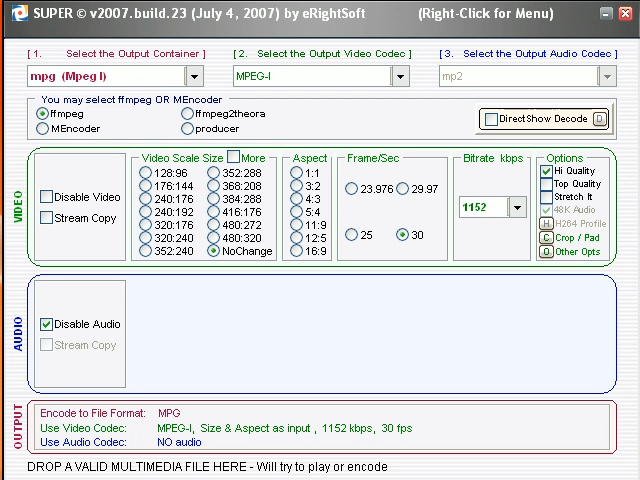 SUPER © v2007.build.23 (July 4, 2007) by eRightSoft (Right-Click for Menu)
[ 1. Select the Output Container ] [ 2. Select the Output Video Codec ] [ 3. Select the Output Audio Codec ]
mpg (Mpeg I) MPEG-I mp2
You may select ffmpeg OR MEncoder
ffmpeg ffmpeg2theora
MEncoder producer
DirectShow Decode D
VIDEO
Disable Video
Stream Copy
Video Scale Size More
128:96 352:288
176:144 368:208
240:176 384:288
240:192 416:176
320:176 480:272
320:240 480:320
352:240 NoChange
Aspect
1:1
3:2
4:3
5:4
11:9
12:5
16:9
Frame/Sec
23.976 29.97
25 30
Bitrate kbps
1152
Options
Hi Quality
Top Quality
Stretch It
48K Audio
H H264 Profile
C Crop / Pad
O Other Opts
AUDIO
Disable Audio
Stream Copy
OUTPUT
Encode to File Format: MPG
Use Video Codec: MPEG-I, Size & Aspect as input , 1152 kbps, 30 fps
Use Audio Codec: NO audio
DROP A VALID MULTIMEDIA FILE HERE - Will try to play or encode